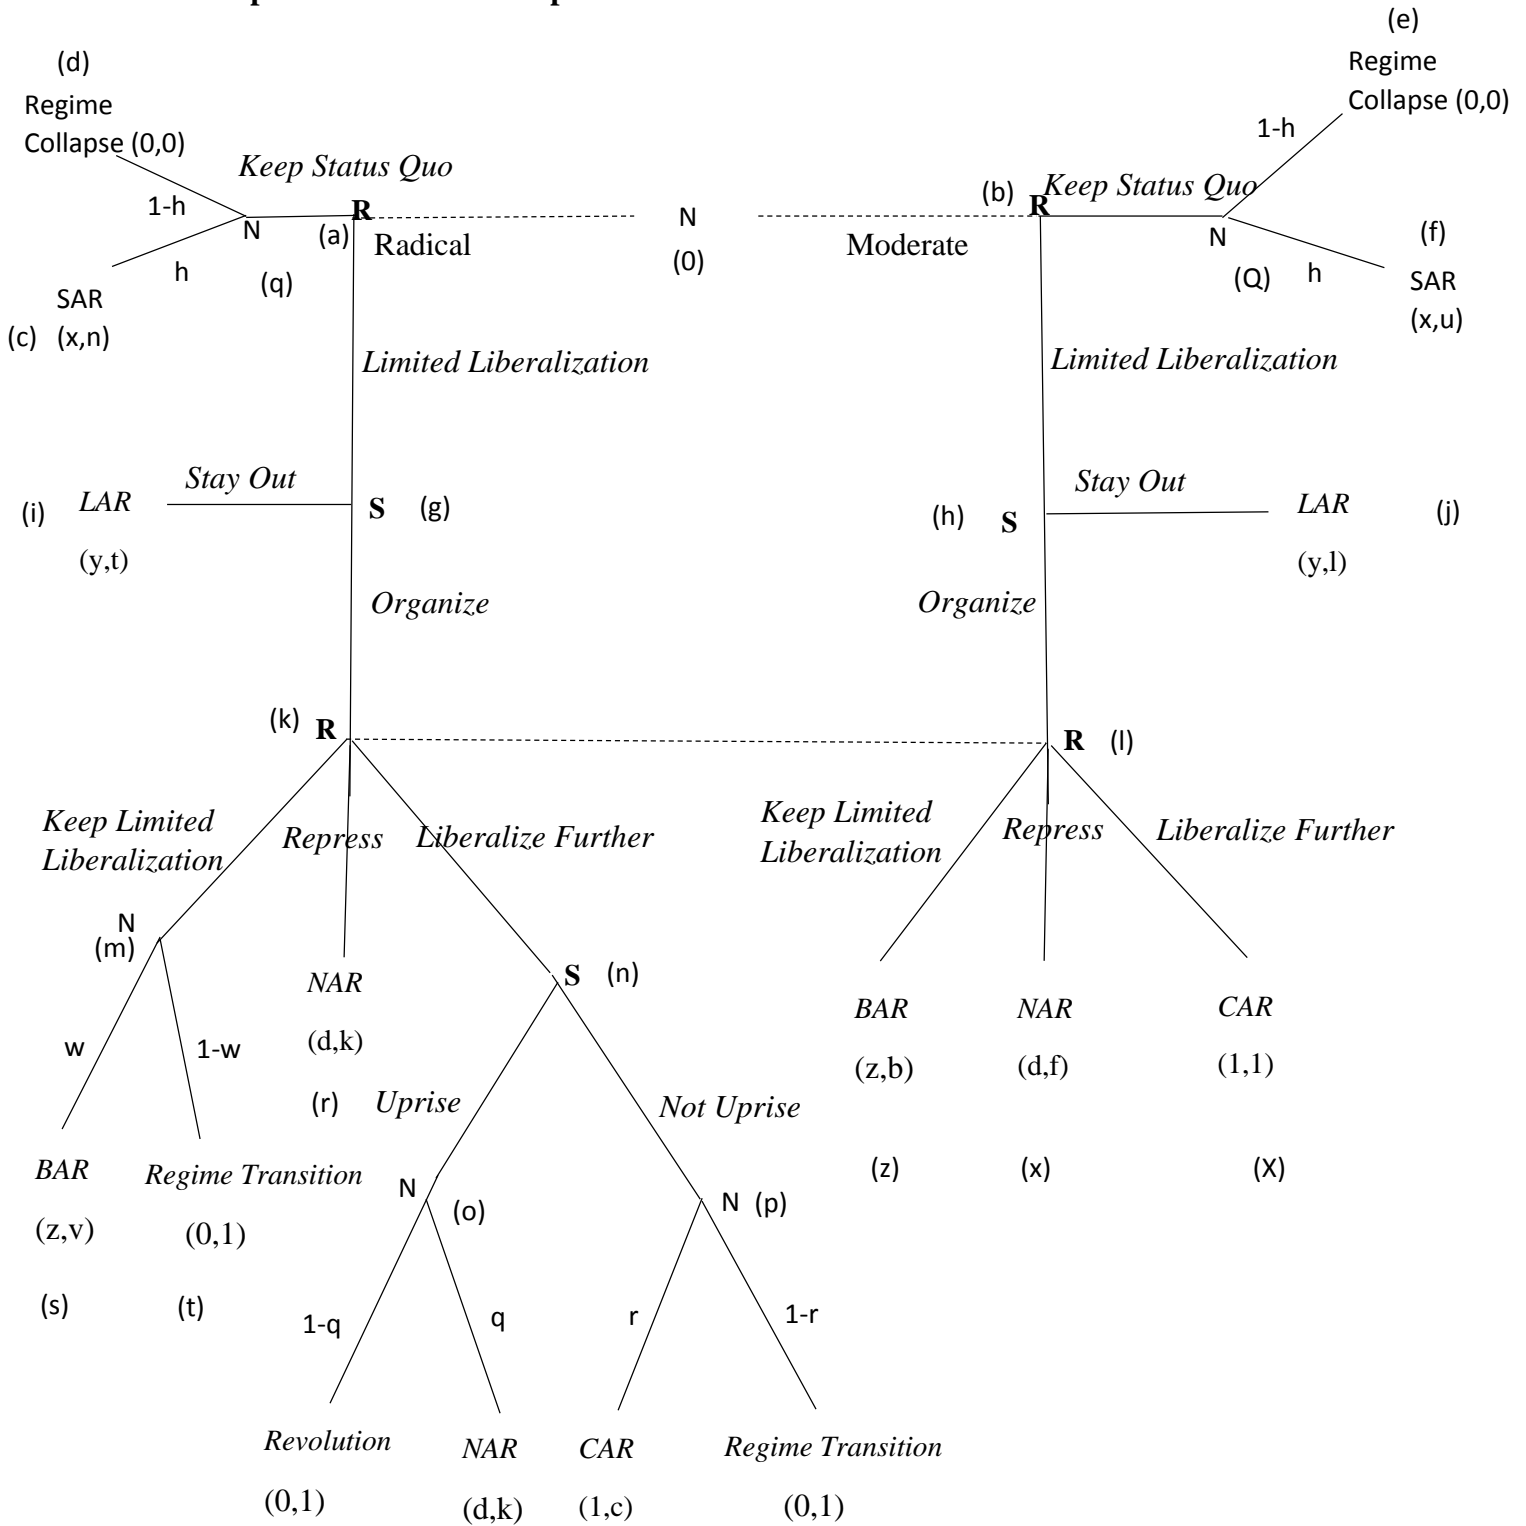 (e)
(d)
Regime
Collapse (0,0)
Regime
Collapse (0,0)
1-h
Keep Status Quo
(b)
Keep Status Quo
1-h
R
R
N
N
(a)
Radical
Moderate
N
(f)
(0)
h
(q)
(Q)
h
SAR
SAR
(c)
(x,n)
(x,u)
Limited Liberalization
Limited Liberalization
Stay Out
Stay Out
(i)
LAR
S
(g)
(h)
S
LAR
(j)
(y,t)
(y,l)
Organize
Organize
(k)
R
R
(l)
Keep Limited
Liberalization
Repress
Liberalize Further
Keep Limited
Liberalization
Repress
Liberalize Further
N
(m)
S
(n)
NAR
BAR
NAR
CAR
w
1-w
(d,k)
(z,b)
(d,f)
(1,1)
(r)
Uprise
Not Uprise
BAR
Regime Transition
N
(o)
N
(p)
(z)
(x)
(X)
(z,v)
(0,1)
(s)
(t)
1-q
q
r
1-r
Revolution
NAR
CAR
Regime Transition
(0,1)
(d,k)
(1,c)
(0,1)